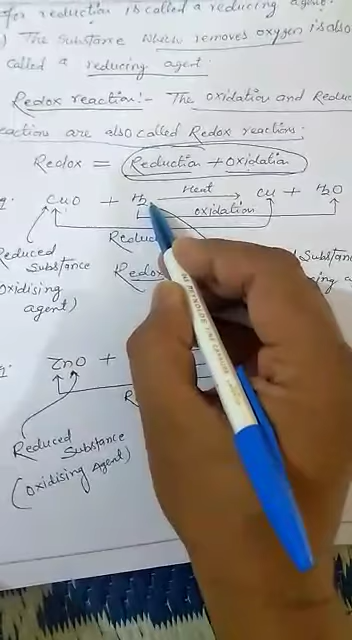 for reduction is called a reducing agent.
) The Substance which removes oxygen is also
called a reducing agent.
Redox reaction:- The oxidation and Reduc
eactions are also called Redox reactions.
Redox = Reduction + oxidation
CuO + H₂ Heat Cu + H₂O
oxidation
Reduc
Reduced Substance
Redox
Substan
oxidising agent)
ZnO +
R
Reduced Substance
(oxidising Agent)